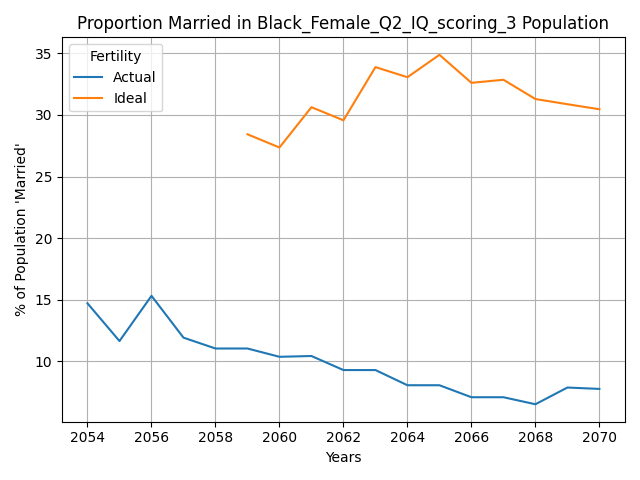 Proportion Married in Black_Female_Q2_IQ_scoring_3 Population
Fertility
Actual
Ideal
% of Population 'Married'
35
30
25
20
15
10
2054 2056 2058 2060 2062 2064 2066 2068 2070
Years